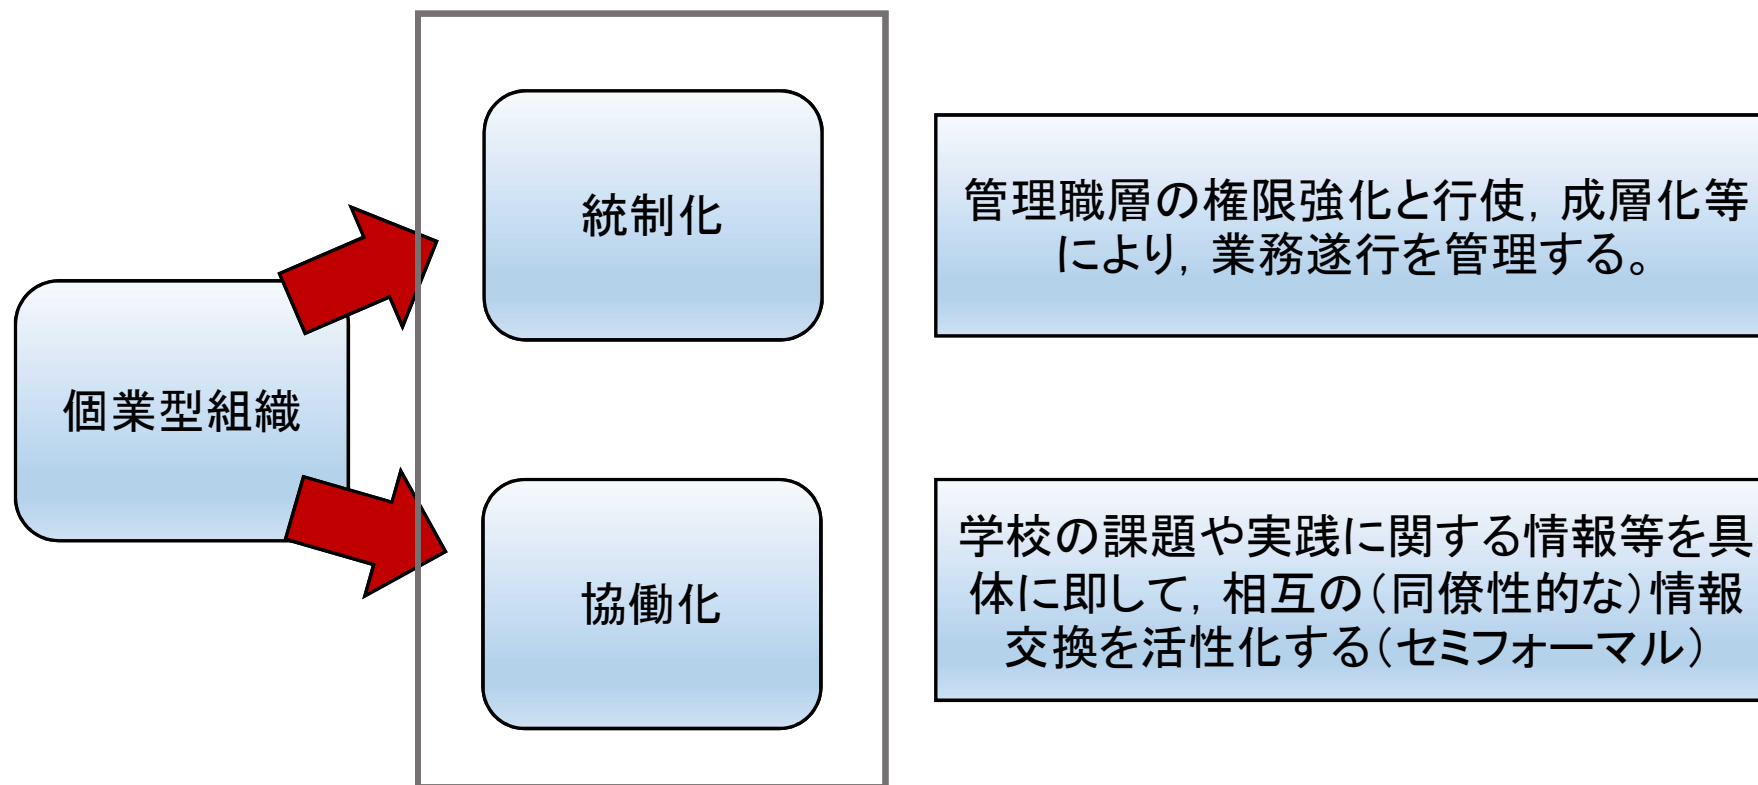 統制化
管理職層の権限強化と行使, 成層化等
により, 業務遂行を管理する。
個業型組織
協働化
学校の課題や実践に関する情報等を具
体に即して, 相互の(同僚性的な)情報
交換を活性化する(セミフォーマル)